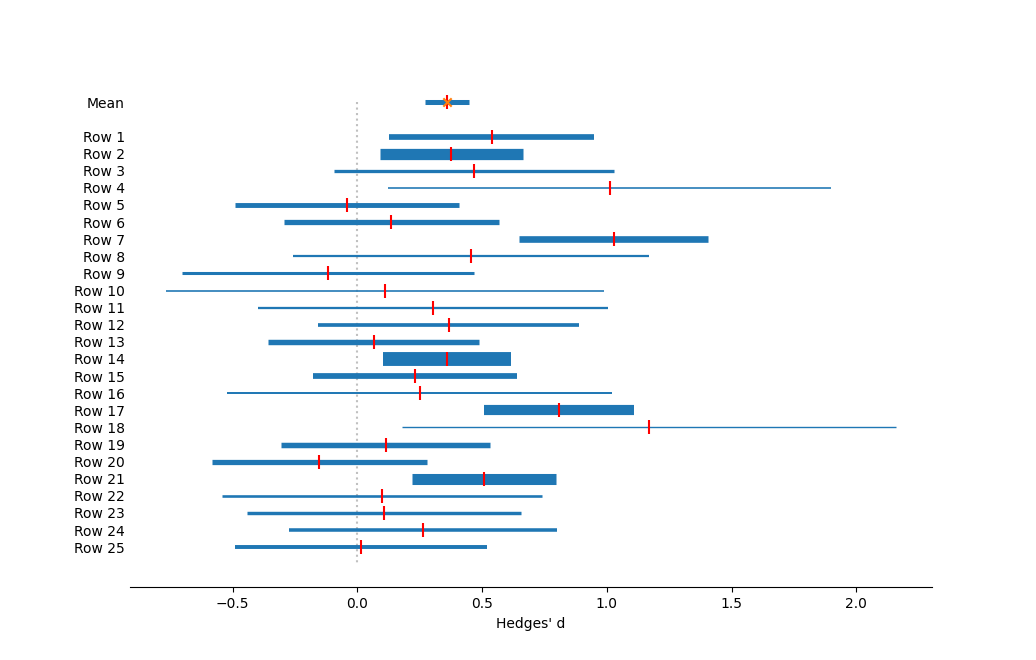 Mean
Row 1
Row 2
Row 3
Row 4
Row 5
Row 6
Row 7
Row 8
Row 9
Row 10
Row 11
Row 12
Row 13
Row 14
Row 15
Row 16
Row 17
Row 18
Row 19
Row 20
Row 21
Row 22
Row 23
Row 24
Row 25
−0.5 0.0 0.5 1.0 1.5 2.0
Hedges' d